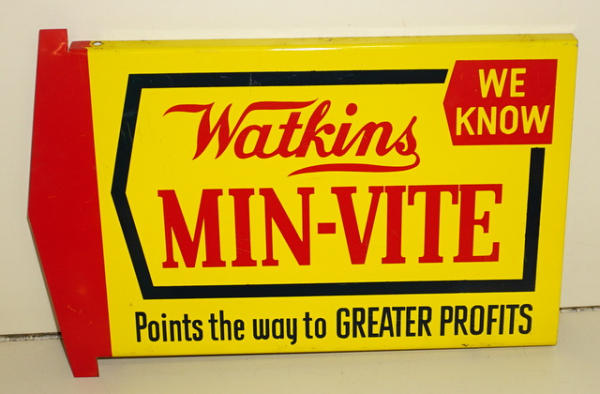 WE
KNOW
Watkins
MIN-VITE
Points the way to GREATER PROFITS